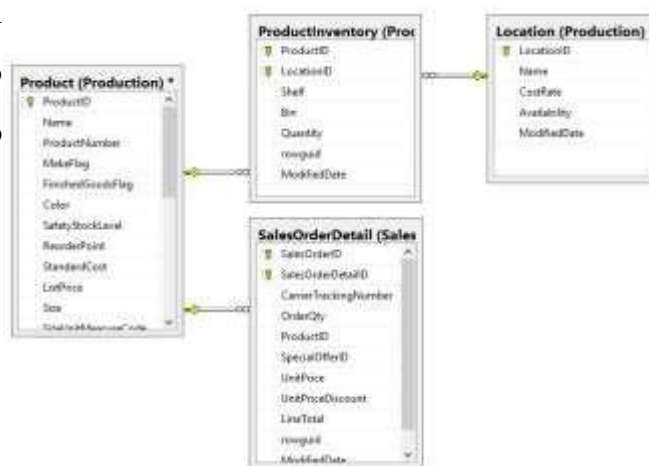 Product (Production) *
ProductID
Name
ProductNumber
MakeFlag
FinishedGoodsFlag
Color
SafetyStockLevel
ReorderPoint
StandardCost
ListPrice
Size
SizeUnitMeasureCode
ProductInventory (Proc
ProductID
LocationID
Shelf
Bin
Quantity
rowguid
ModifiedDate
Location (Production)
LocationID
Name
CostRate
Availability
ModifiedDate
SalesOrderDetail (Sales
SalesOrderID
SalesOrderDetailID
CarrierTrackingNumber
OrderQty
ProductID
SpecialOfferID
UnitPrice
UnitPriceDiscount
LineTotal
rowguid
ModifiedDate